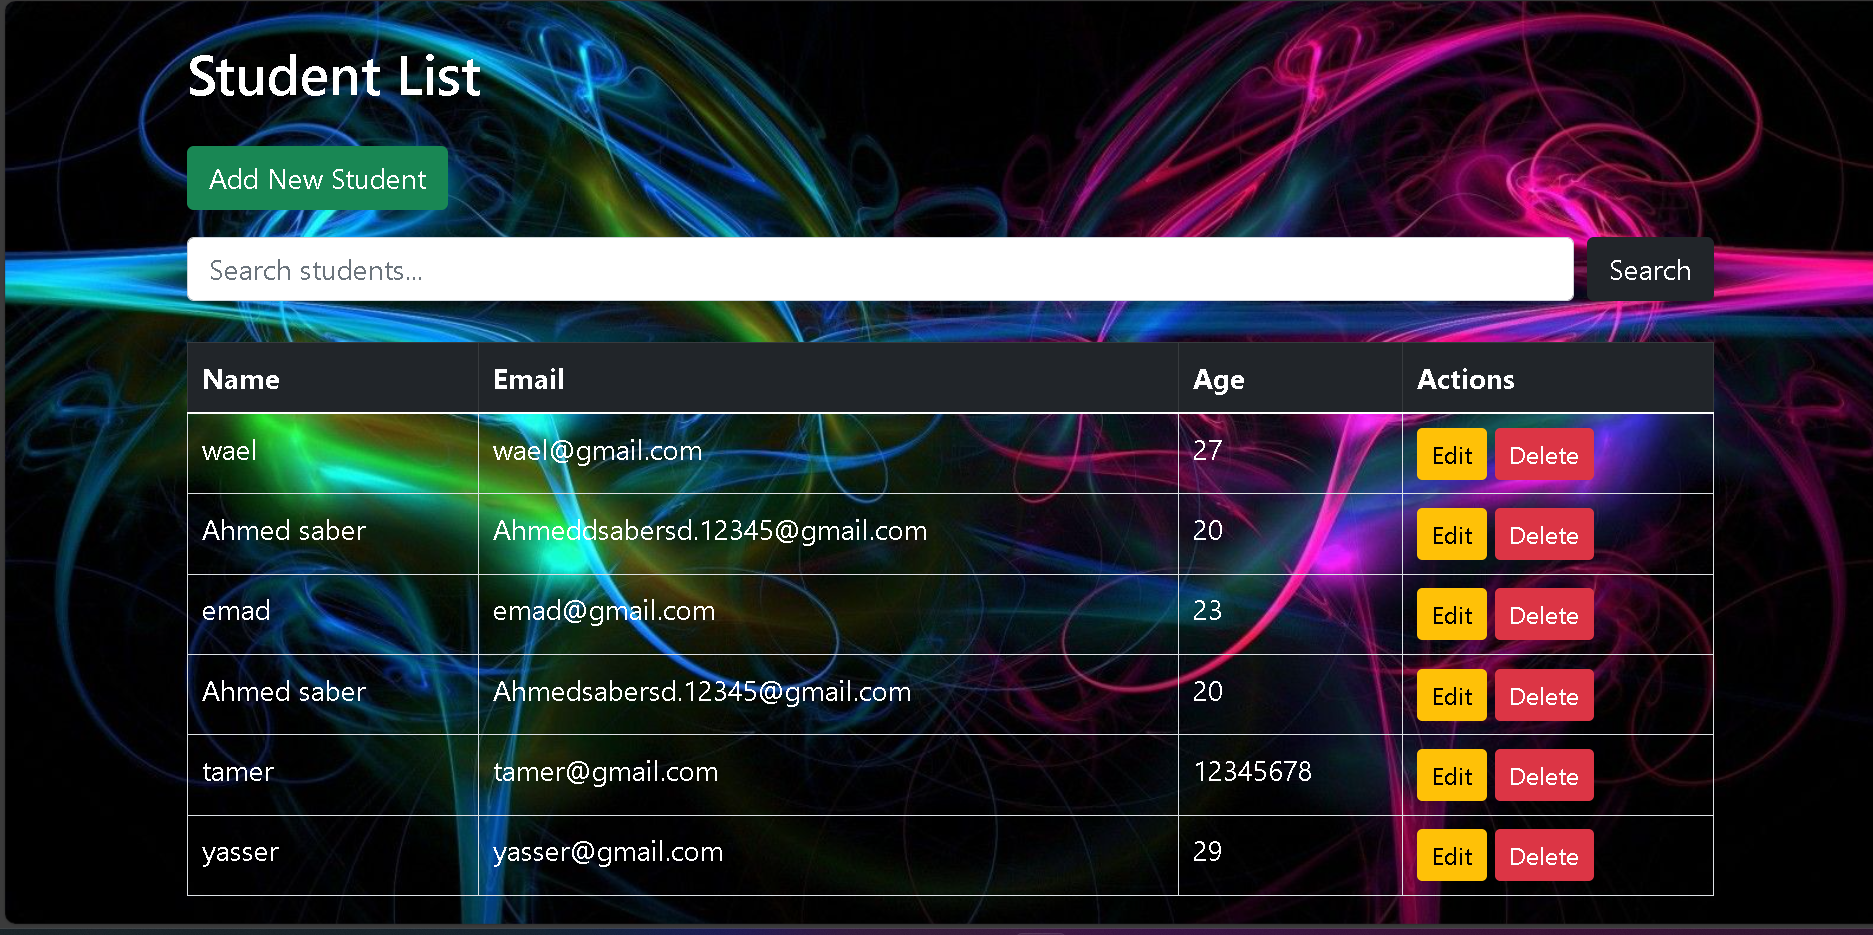 Student List
Add New Student
Search students... Search
Name Email Age Actions
wael wael@gmail.com 27 Edit Delete
Ahmed saber Ahmeddsabersd.12345@gmail.com 20 Edit Delete
emad emad@gmail.com 23 Edit Delete
Ahmed saber Ahmedsabersd.12345@gmail.com 20 Edit Delete
tamer tamer@gmail.com 12345678 Edit Delete
yasser yasser@gmail.com 29 Edit Delete